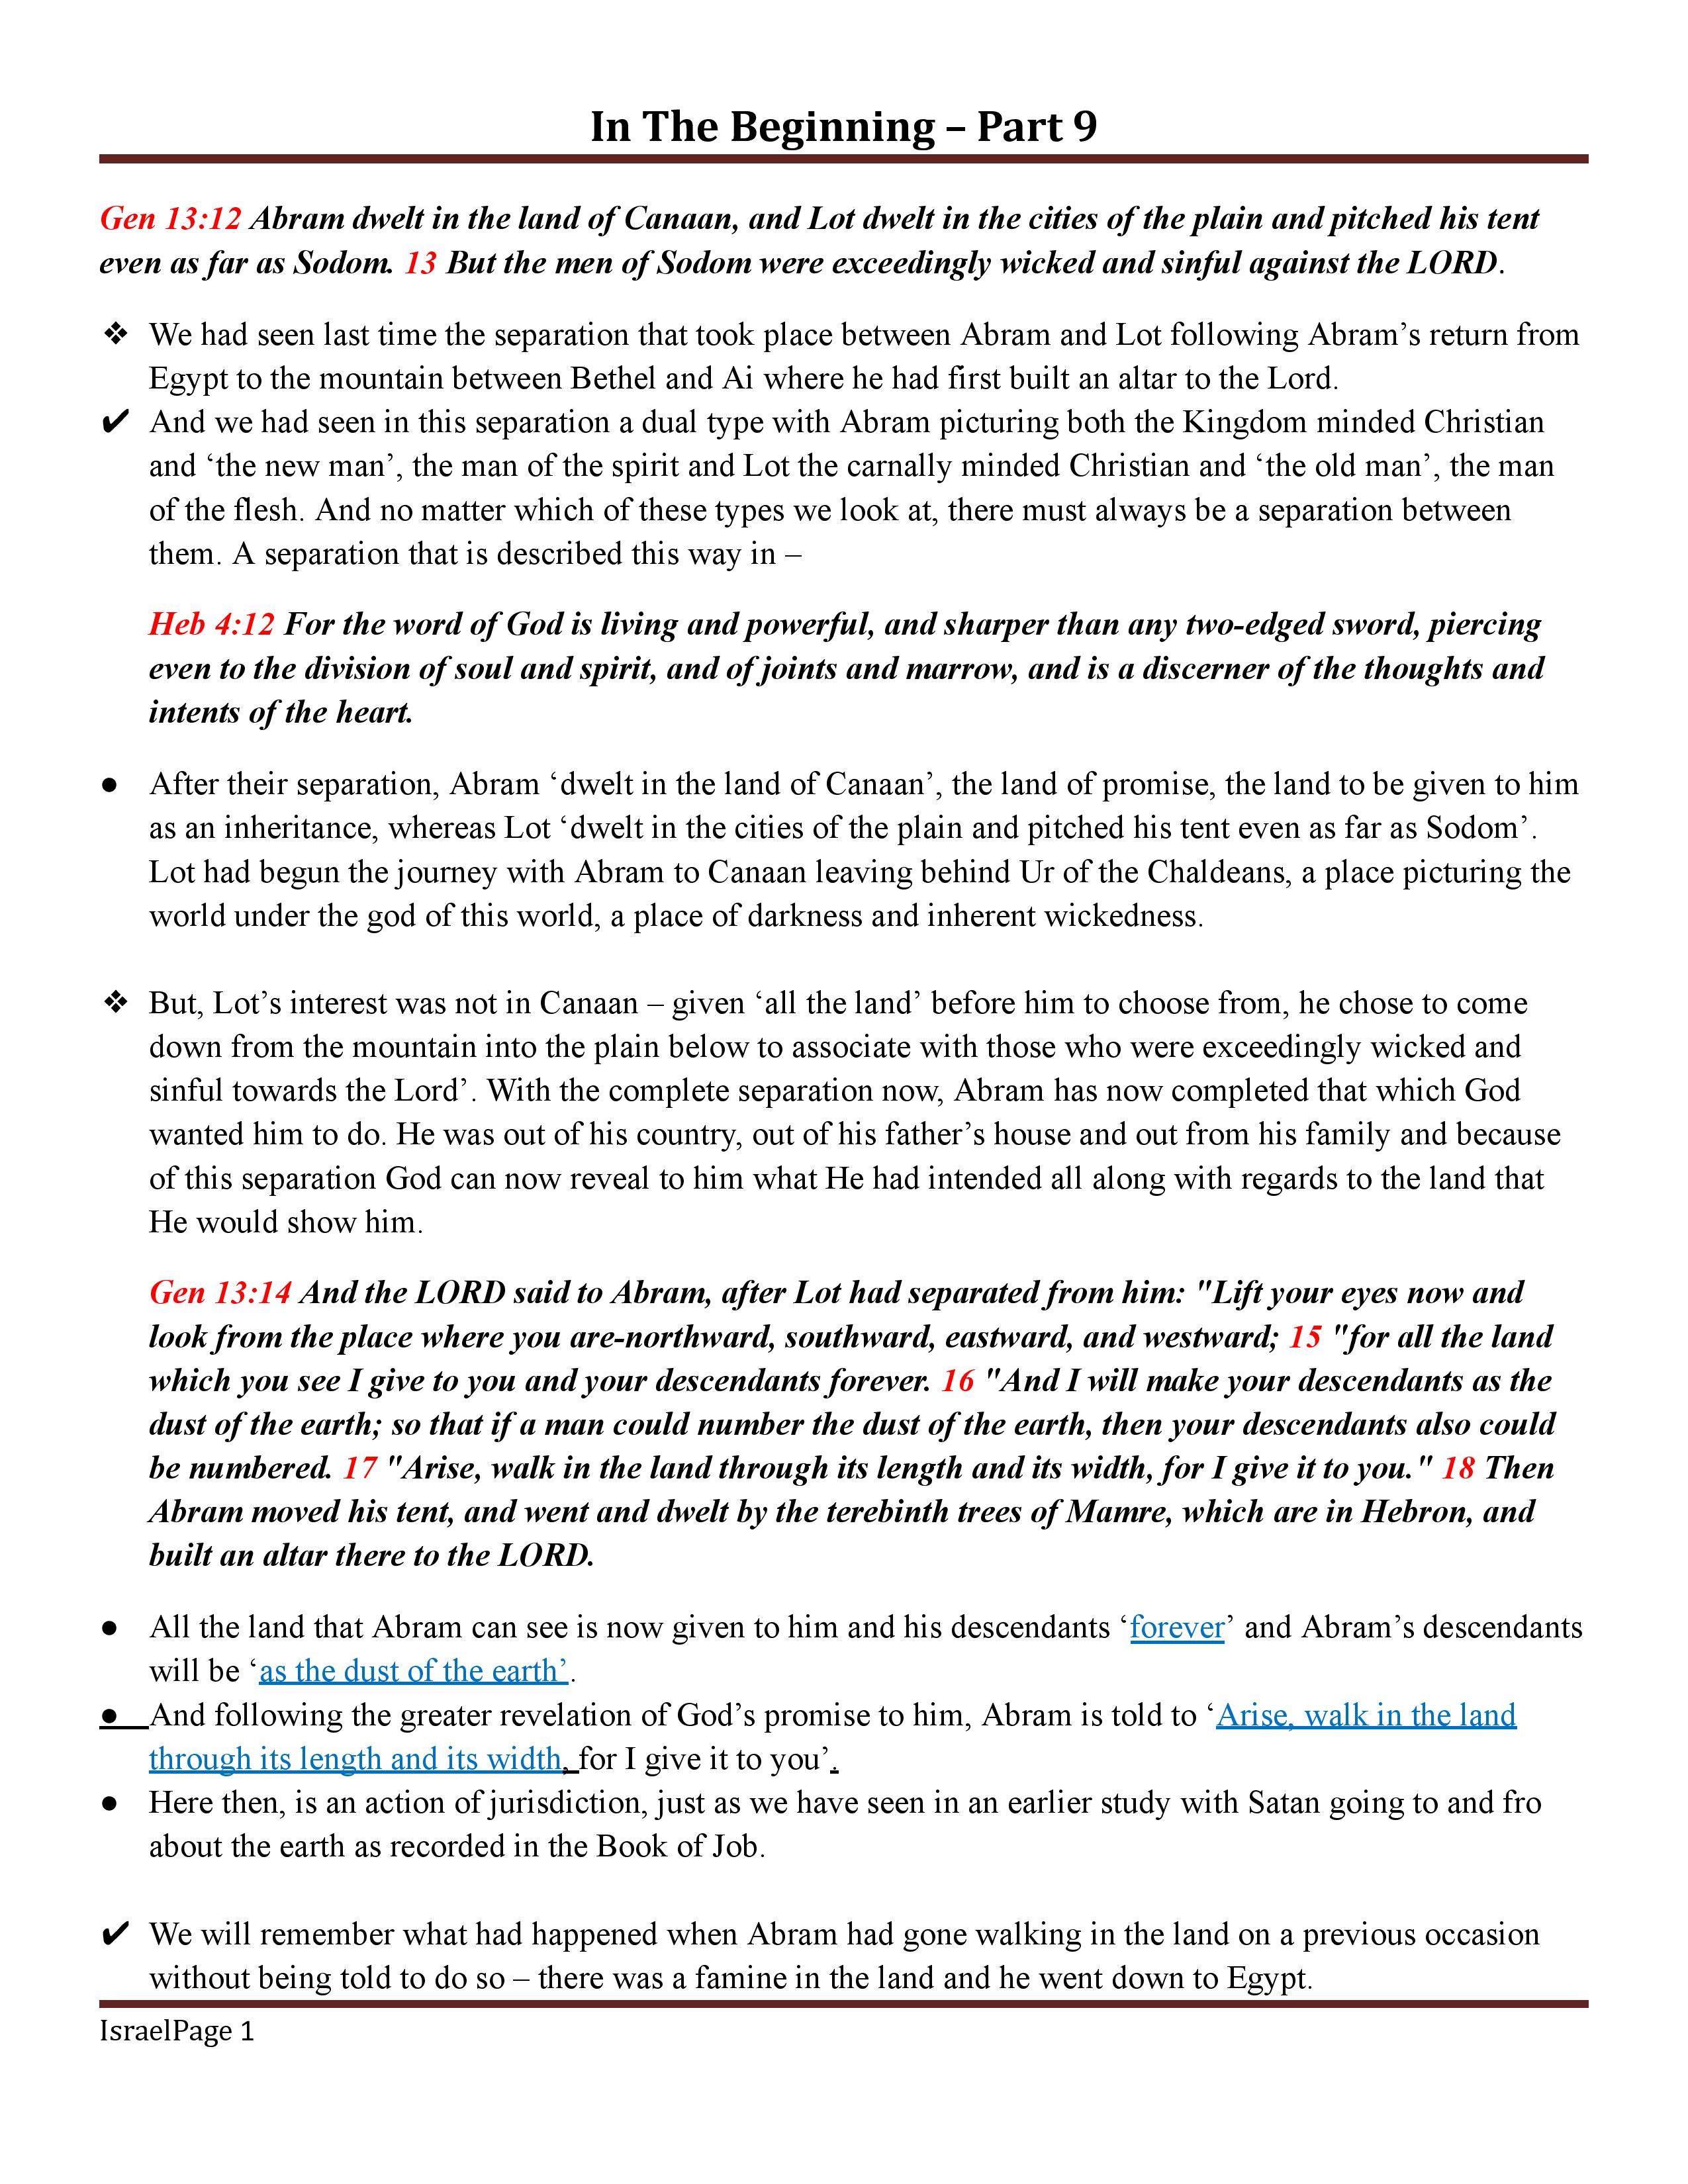 In The Beginning – Part 9
Gen 13:12 Abram dwelt in the land of Canaan, and Lot dwelt in the cities of the plain and pitched his tent
even as far as Sodom. 13 But the men of Sodom were exceedingly wicked and sinful against the LORD.
❖ We had seen last time the separation that took place between Abram and Lot following Abram’s return from
Egypt to the mountain between Bethel and Ai where he had first built an altar to the Lord.
✔ And we had seen in this separation a dual type with Abram picturing both the Kingdom minded Christian
and ‘the new man’, the man of the spirit and Lot the carnally minded Christian and ‘the old man’, the man
of the flesh. And no matter which of these types we look at, there must always be a separation between
them. A separation that is described this way in –
Heb 4:12 For the word of God is living and powerful, and sharper than any two-edged sword, piercing
even to the division of soul and spirit, and of joints and marrow, and is a discerner of the thoughts and
intents of the heart.
● After their separation, Abram ‘dwelt in the land of Canaan’, the land of promise, the land to be given to him
as an inheritance, whereas Lot ‘dwelt in the cities of the plain and pitched his tent even as far as Sodom’.
Lot had begun the journey with Abram to Canaan leaving behind Ur of the Chaldeans, a place picturing the
world under the god of this world, a place of darkness and inherent wickedness.
❖ But, Lot’s interest was not in Canaan – given ‘all the land’ before him to choose from, he chose to come
down from the mountain into the plain below to associate with those who were exceedingly wicked and
sinful towards the Lord’. With the complete separation now, Abram has now completed that which God
wanted him to do. He was out of his country, out of his father’s house and out from his family and because
of this separation God can now reveal to him what He had intended all along with regards to the land that
He would show him.
Gen 13:14 And the LORD said to Abram, after Lot had separated from him: "Lift your eyes now and
look from the place where you are-northward, southward, eastward, and westward; 15 "for all the land
which you see I give to you and your descendants forever. 16 "And I will make your descendants as the
dust of the earth; so that if a man could number the dust of the earth, then your descendants also could
be numbered. 17 "Arise, walk in the land through its length and its width, for I give it to you." 18 Then
Abram moved his tent, and went and dwelt by the terebinth trees of Mamre, which are in Hebron, and
built an altar there to the LORD.
● All the land that Abram can see is now given to him and his descendants ‘forever’ and Abram’s descendants
will be ‘as the dust of the earth’.
● And following the greater revelation of God’s promise to him, Abram is told to ‘Arise, walk in the land
through its length and its width, for I give it to you’.
● Here then, is an action of jurisdiction, just as we have seen in an earlier study with Satan going to and fro
about the earth as recorded in the Book of Job.
✔ We will remember what had happened when Abram had gone walking in the land on a previous occasion
without being told to do so – there was a famine in the land and he went down to Egypt.
IsraelPage 1